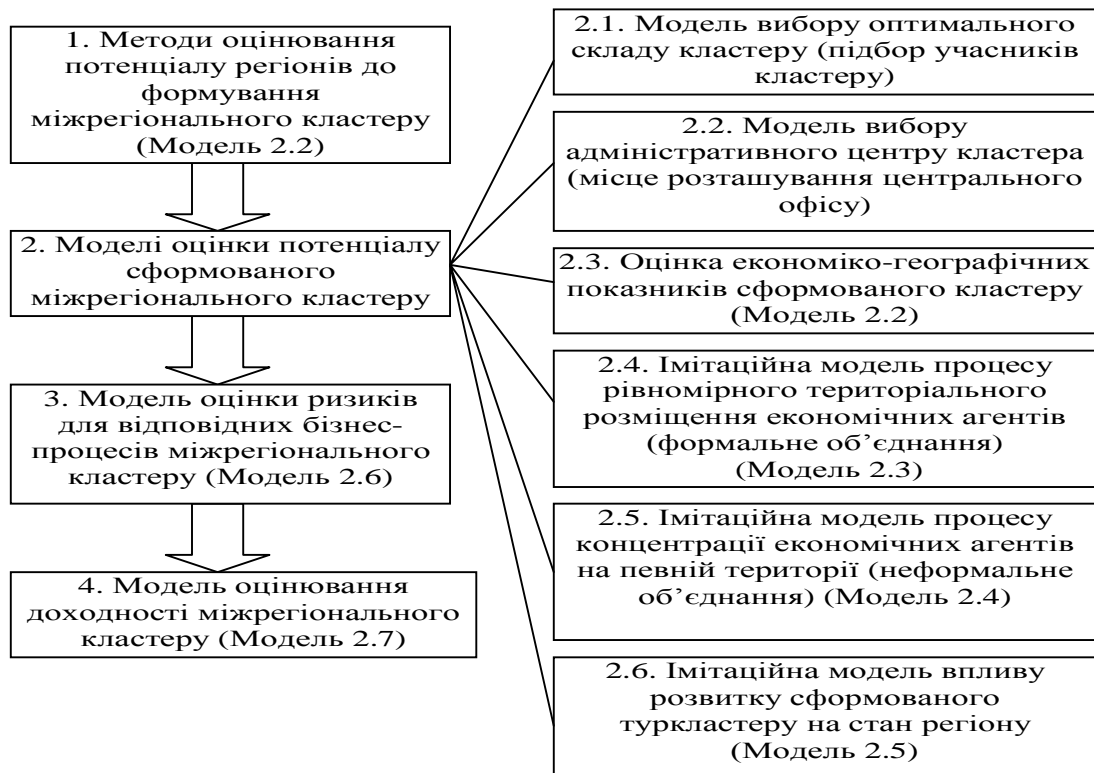 1. Методи оцінювання
потенціалу регіонів до
формування
міжрегіонального кластеру
(Модель 2.2)
2. Моделі оцінки потенціалу
сформованого
міжрегіонального кластеру
3. Модель оцінки ризиків
для відповідних бізнес-
процесів міжрегіонального
кластеру (Модель 2.6)
4. Модель оцінювання
доходності міжрегіонального
кластеру (Модель 2.7)
2.1. Модель вибору оптимального
складу кластеру (підбор учасників
кластеру)
2.2. Модель вибору
адміністративного центру кластера
(місце розташування центрального
офісу)
2.3. Оцінка економіко-географічних
показників сформованого кластеру
(Модель 2.2)
2.4. Імітаційна модель процесу
рівномірного територіального
розміщення економічних агентів
(формальне об’єднання)
(Модель 2.3)
2.5. Імітаційна модель процесу
концентрації економічних агентів
на певній території (неформальне
об’єднання) (Модель 2.4)
2.6. Імітаційна модель впливу
розвитку сформованого
туркластеру на стан регіону
(Модель 2.5)